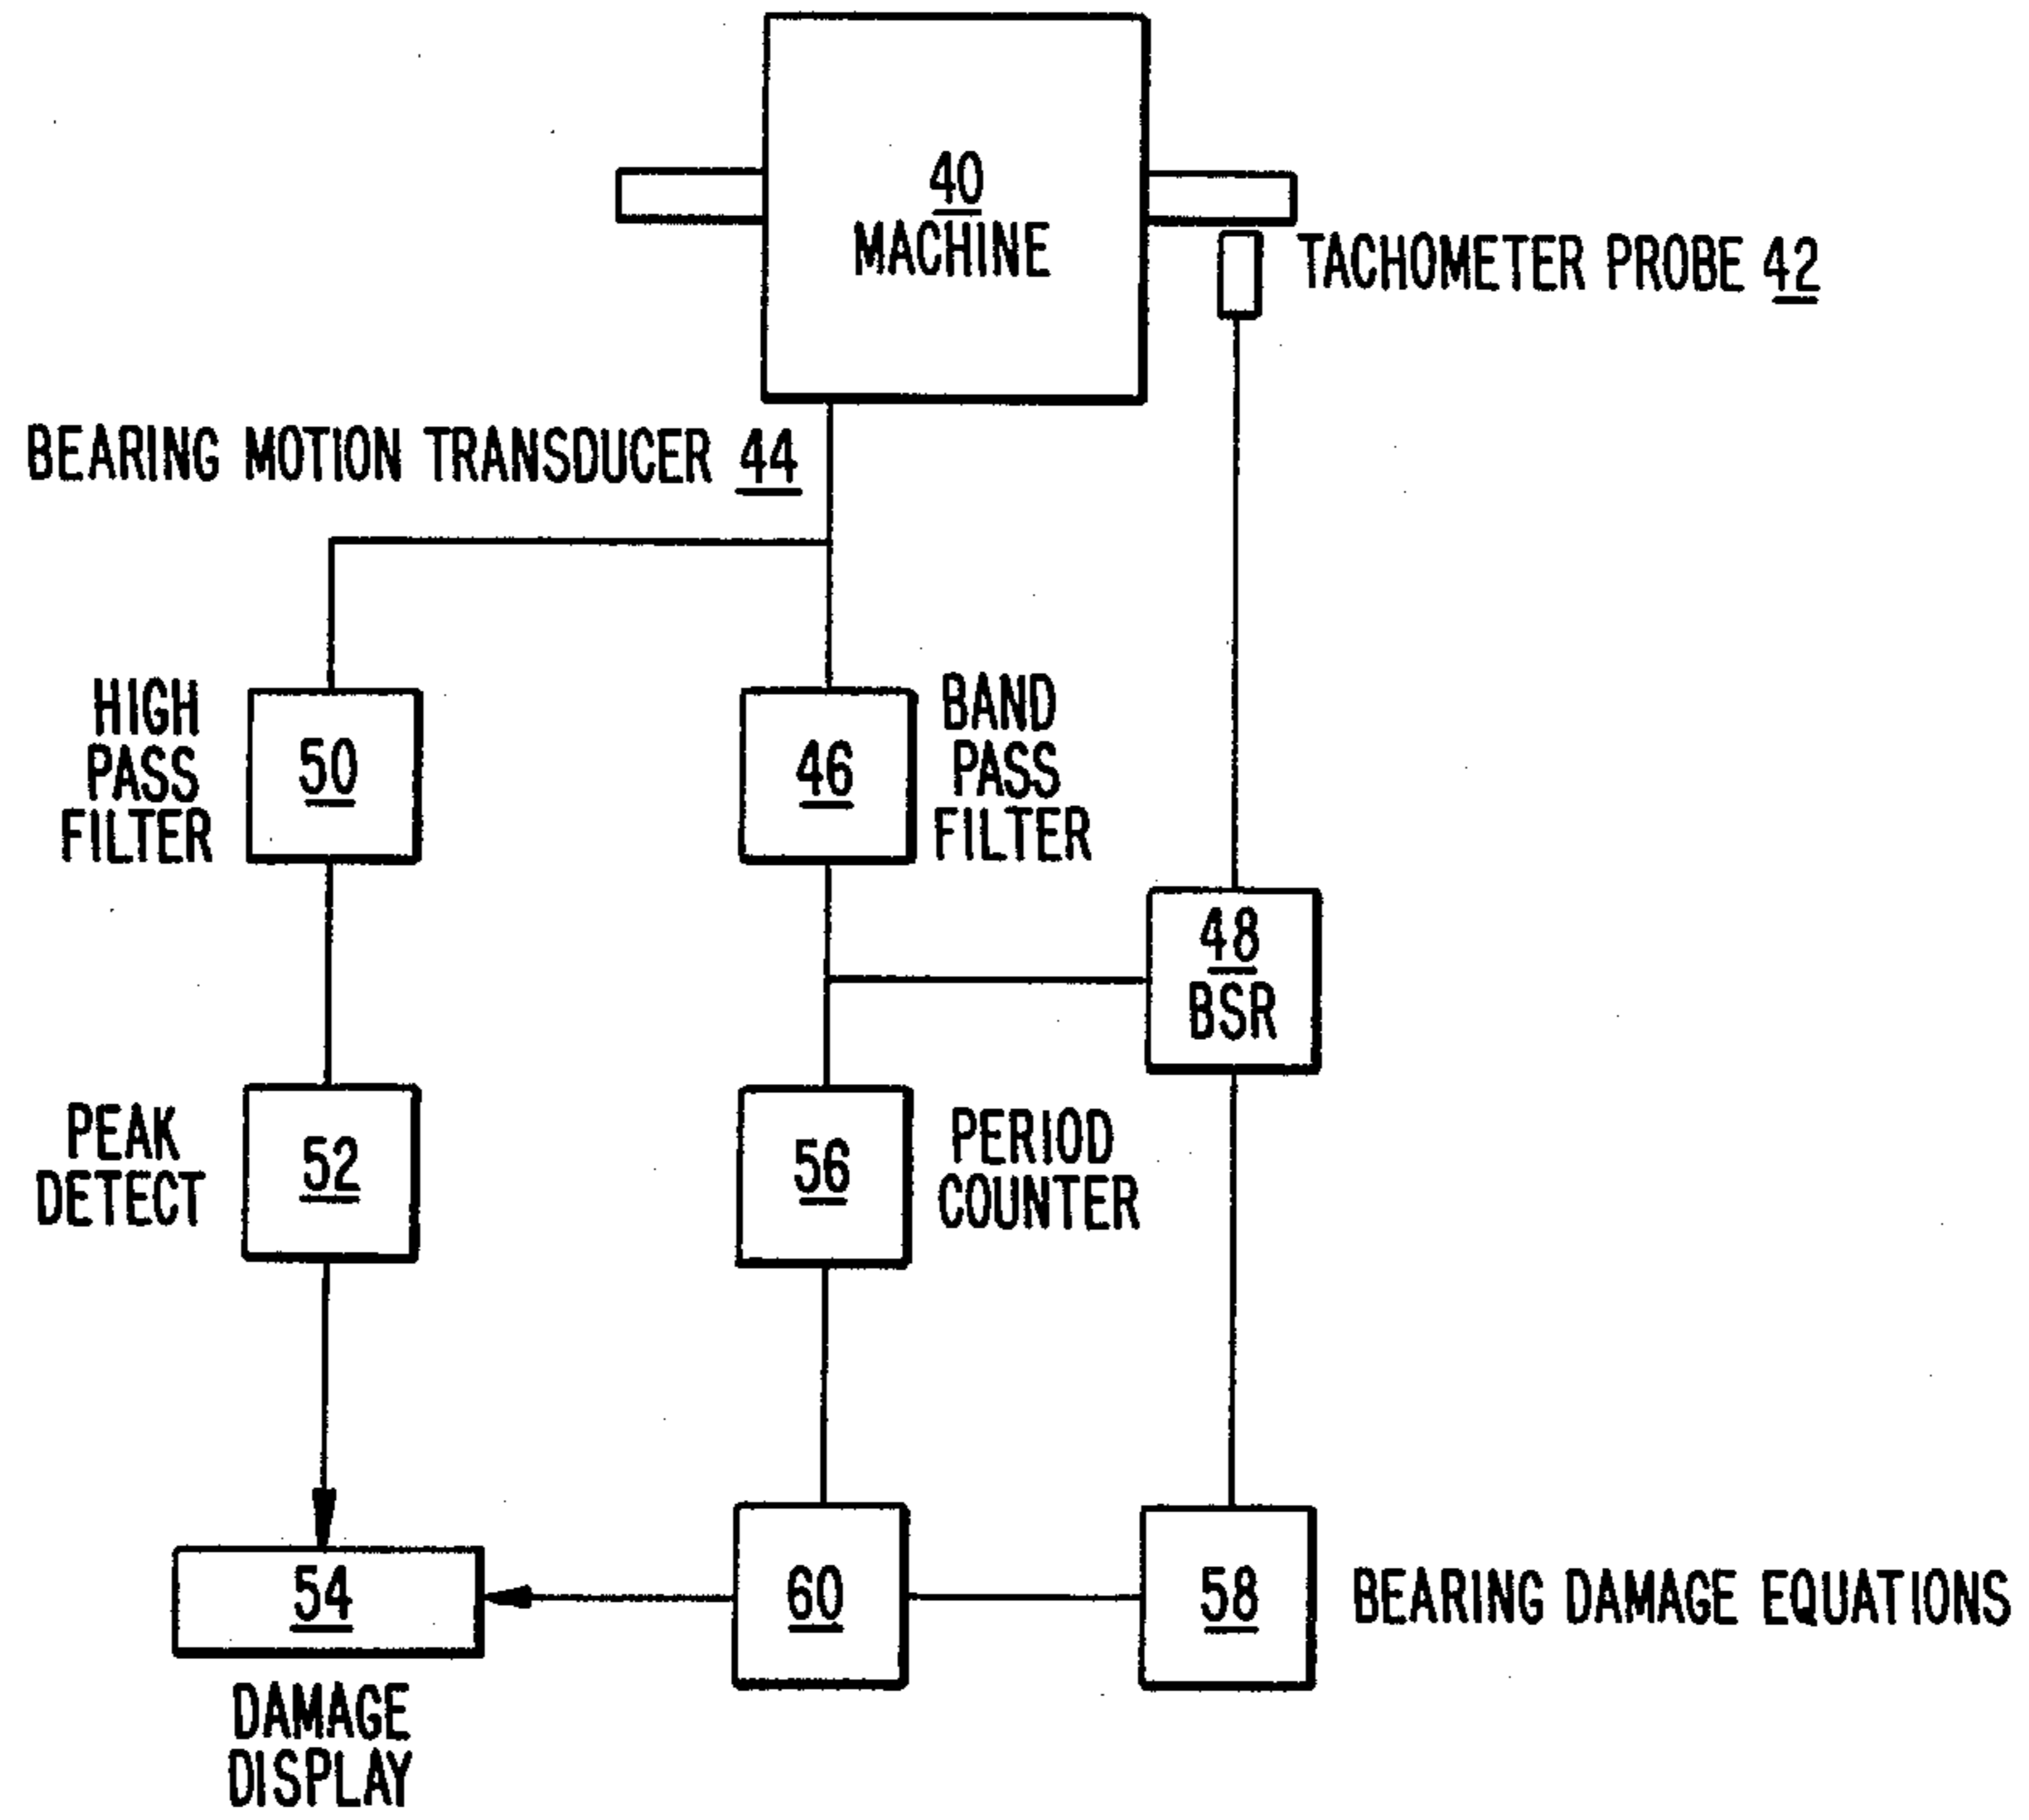 40
MACHINE
TACHOMETER PROBE 42
BEARING MOTION TRANSDUCER 44
HIGH
PASS
FILTER
50
46
BAND
PASS
FILTER
48
BSR
PEAK
DETECT
52
56
PERIOD
COUNTER
54
DAMAGE
DISPLAY
60
58
BEARING DAMAGE EQUATIONS